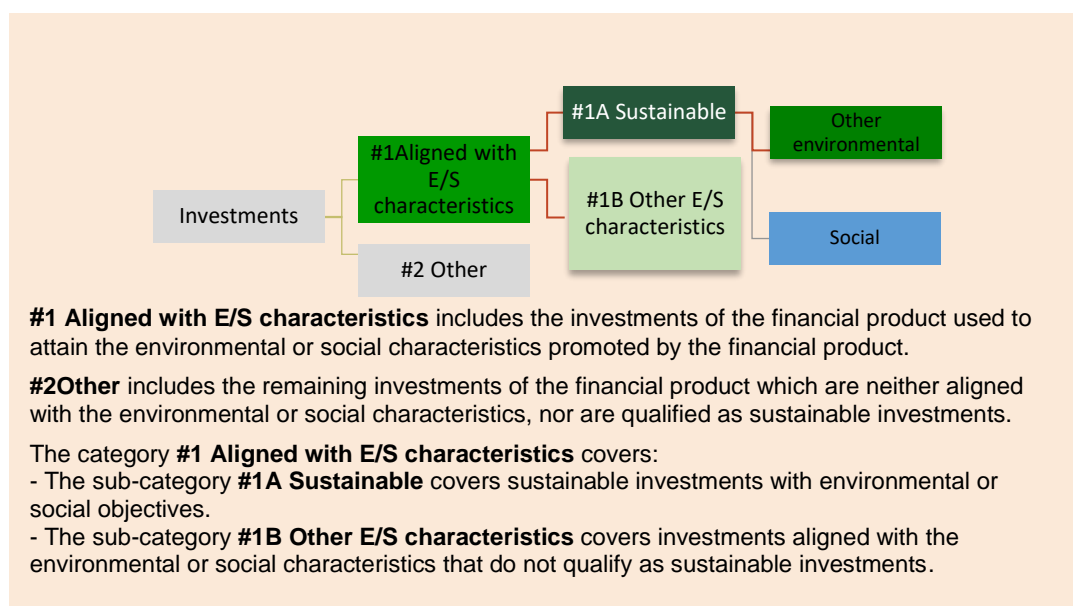 #1A Sustainable
Other
environmental
#1Aligned with
E/S
characteristics
#1B Other E/S
characteristics
Investments
Social
#2 Other
#1 Aligned with E/S characteristics includes the investments of the financial product used to
attain the environmental or social characteristics promoted by the financial product.
#2Other includes the remaining investments of the financial product which are neither aligned
with the environmental or social characteristics, nor are qualified as sustainable investments.
The category #1 Aligned with E/S characteristics covers:
- The sub-category #1A Sustainable covers sustainable investments with environmental or
social objectives.
- The sub-category #1B Other E/S characteristics covers investments aligned with the
environmental or social characteristics that do not qualify as sustainable investments.